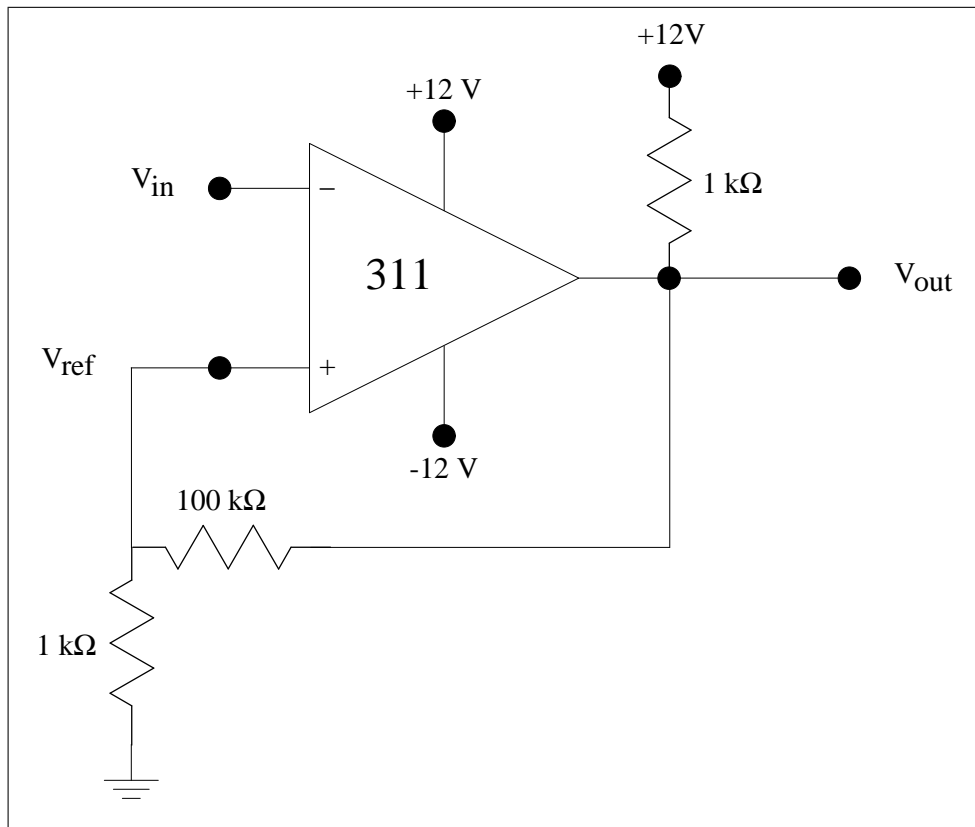 +12V
+12 V
V_in
−
1 kΩ
311
V_out
V_ref
+
-12 V
100 kΩ
1 kΩ